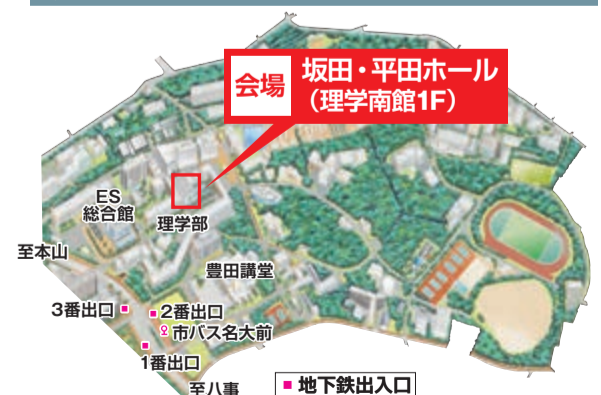 会場
坂田・平田ホール
（理学南館1F）
ES
総合館
理学部
至本山
豊田講堂
3番出口
2番出口
市バス名大前
1番出口
至八事
地下鉄出入口